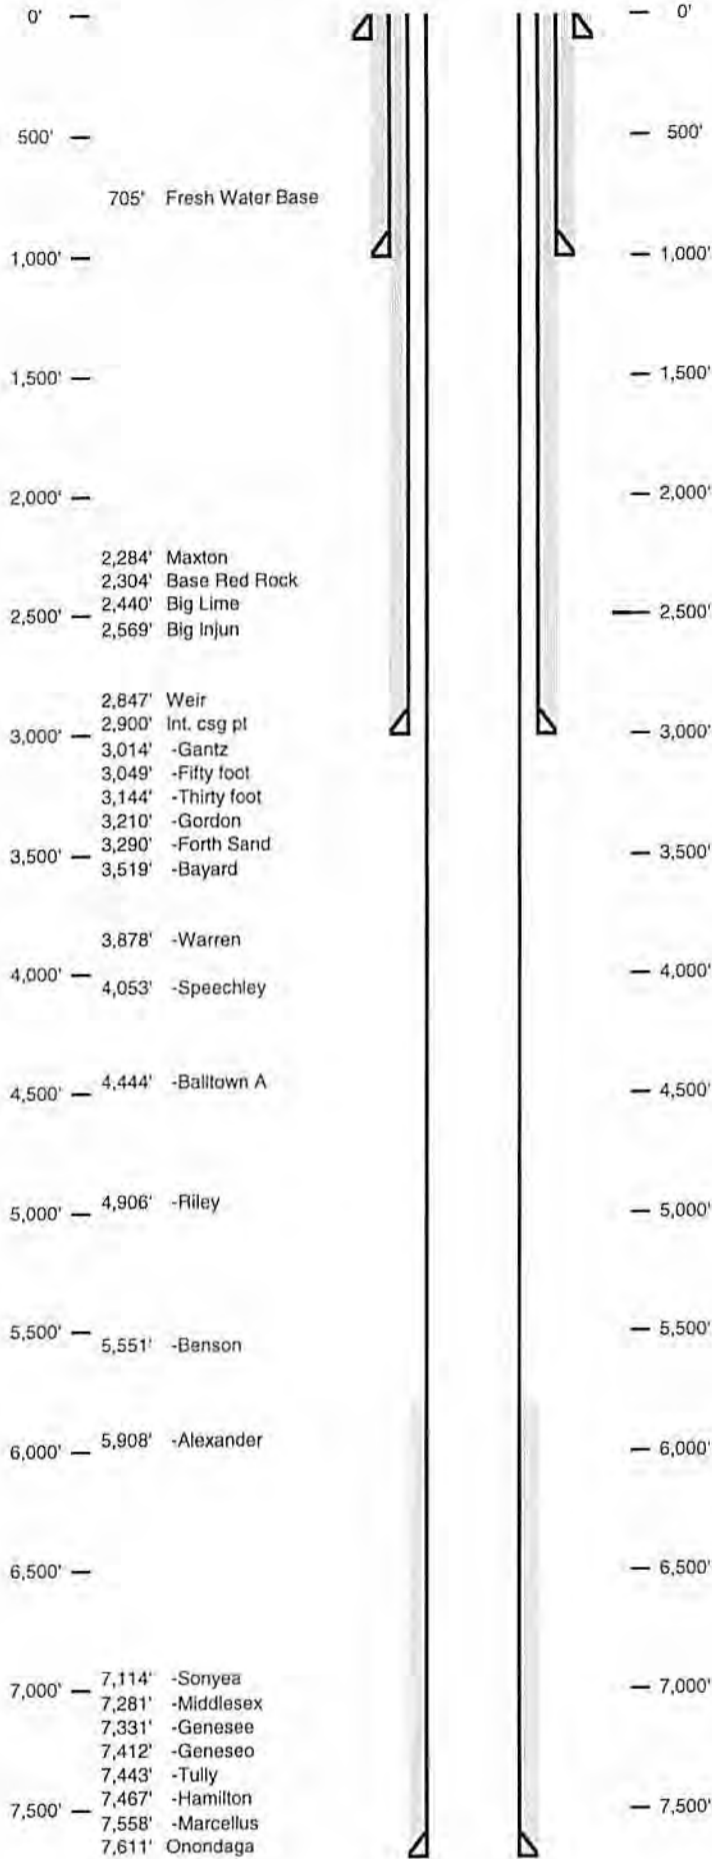 0' 0'
500' 500'
705' Fresh Water Base
1,000' 1,000'
1,500' 1,500'
2,000' 2,000'
2,284' Maxton
2,304' Base Red Rock
2,440' Big Lime
2,500' 2,500'
2,569' Big Injun
2,847' Weir
2,900' Int. csg pt
3,000' 3,000'
3,014' -Gantz
3,049' -Fifty foot
3,144' -Thirty foot
3,210' -Gordon
3,290' -Forth Sand
3,500' 3,500'
3,519' -Bayard
3,878' -Warren
4,000' 4,000'
4,053' -Speechley
4,444' -Balltown A
4,500' 4,500'
4,906' -Riley
5,000' 5,000'
5,500' 5,500'
5,551' -Benson
5,908' -Alexander
6,000' 6,000'
6,500' 6,500'
7,114' -Sonyea
7,000' 7,000'
7,281' -Middlesex
7,331' -Genesee
7,412' -Geneseo
7,443' -Tully
7,467' -Hamilton
7,500' 7,500'
7,558' -Marcellus
7,611' Onondaga